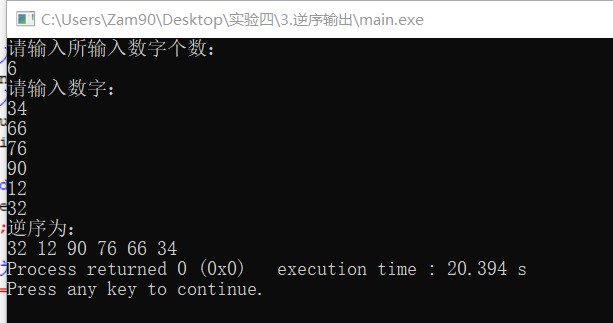 C:\Users\Zam90\Desktop\实验四\3.逆序输出\main.exe
请输入所输入数字个数：
6
请输入数字：
34
66
76
90
12
32
逆序为：
32 12 90 76 66 34
Process returned 0 (0x0)   execution time : 20.394 s
Press any key to continue.